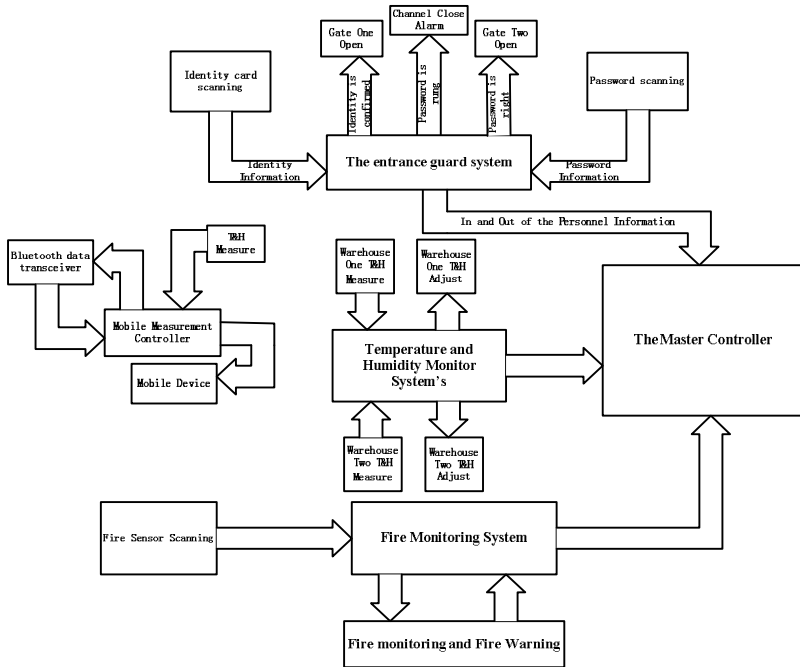 Channel Close
Alarm
Gate One
Open
Gate Two
Open
Identity card
scanning
Password scanning
Identity is
confirmed
Password is
rung
Password is
right
The entrance guard system
Identity
Information
Password
Information
In and Out of the Personnel Information
T&H
Measure
Bluetooth data
transceiver
Mobile Measurement
Controller
Mobile Device
Warehouse
One T&H
Measure
Warehouse
One T&H
Adjust
Temperature and
Humidity Monitor
System's
The Master Controller
Warehouse
Two T&H
Measure
Warehouse
Two T&H
Adjust
Fire Sensor Scanning
Fire Monitoring System
Fire monitoring and Fire Warning